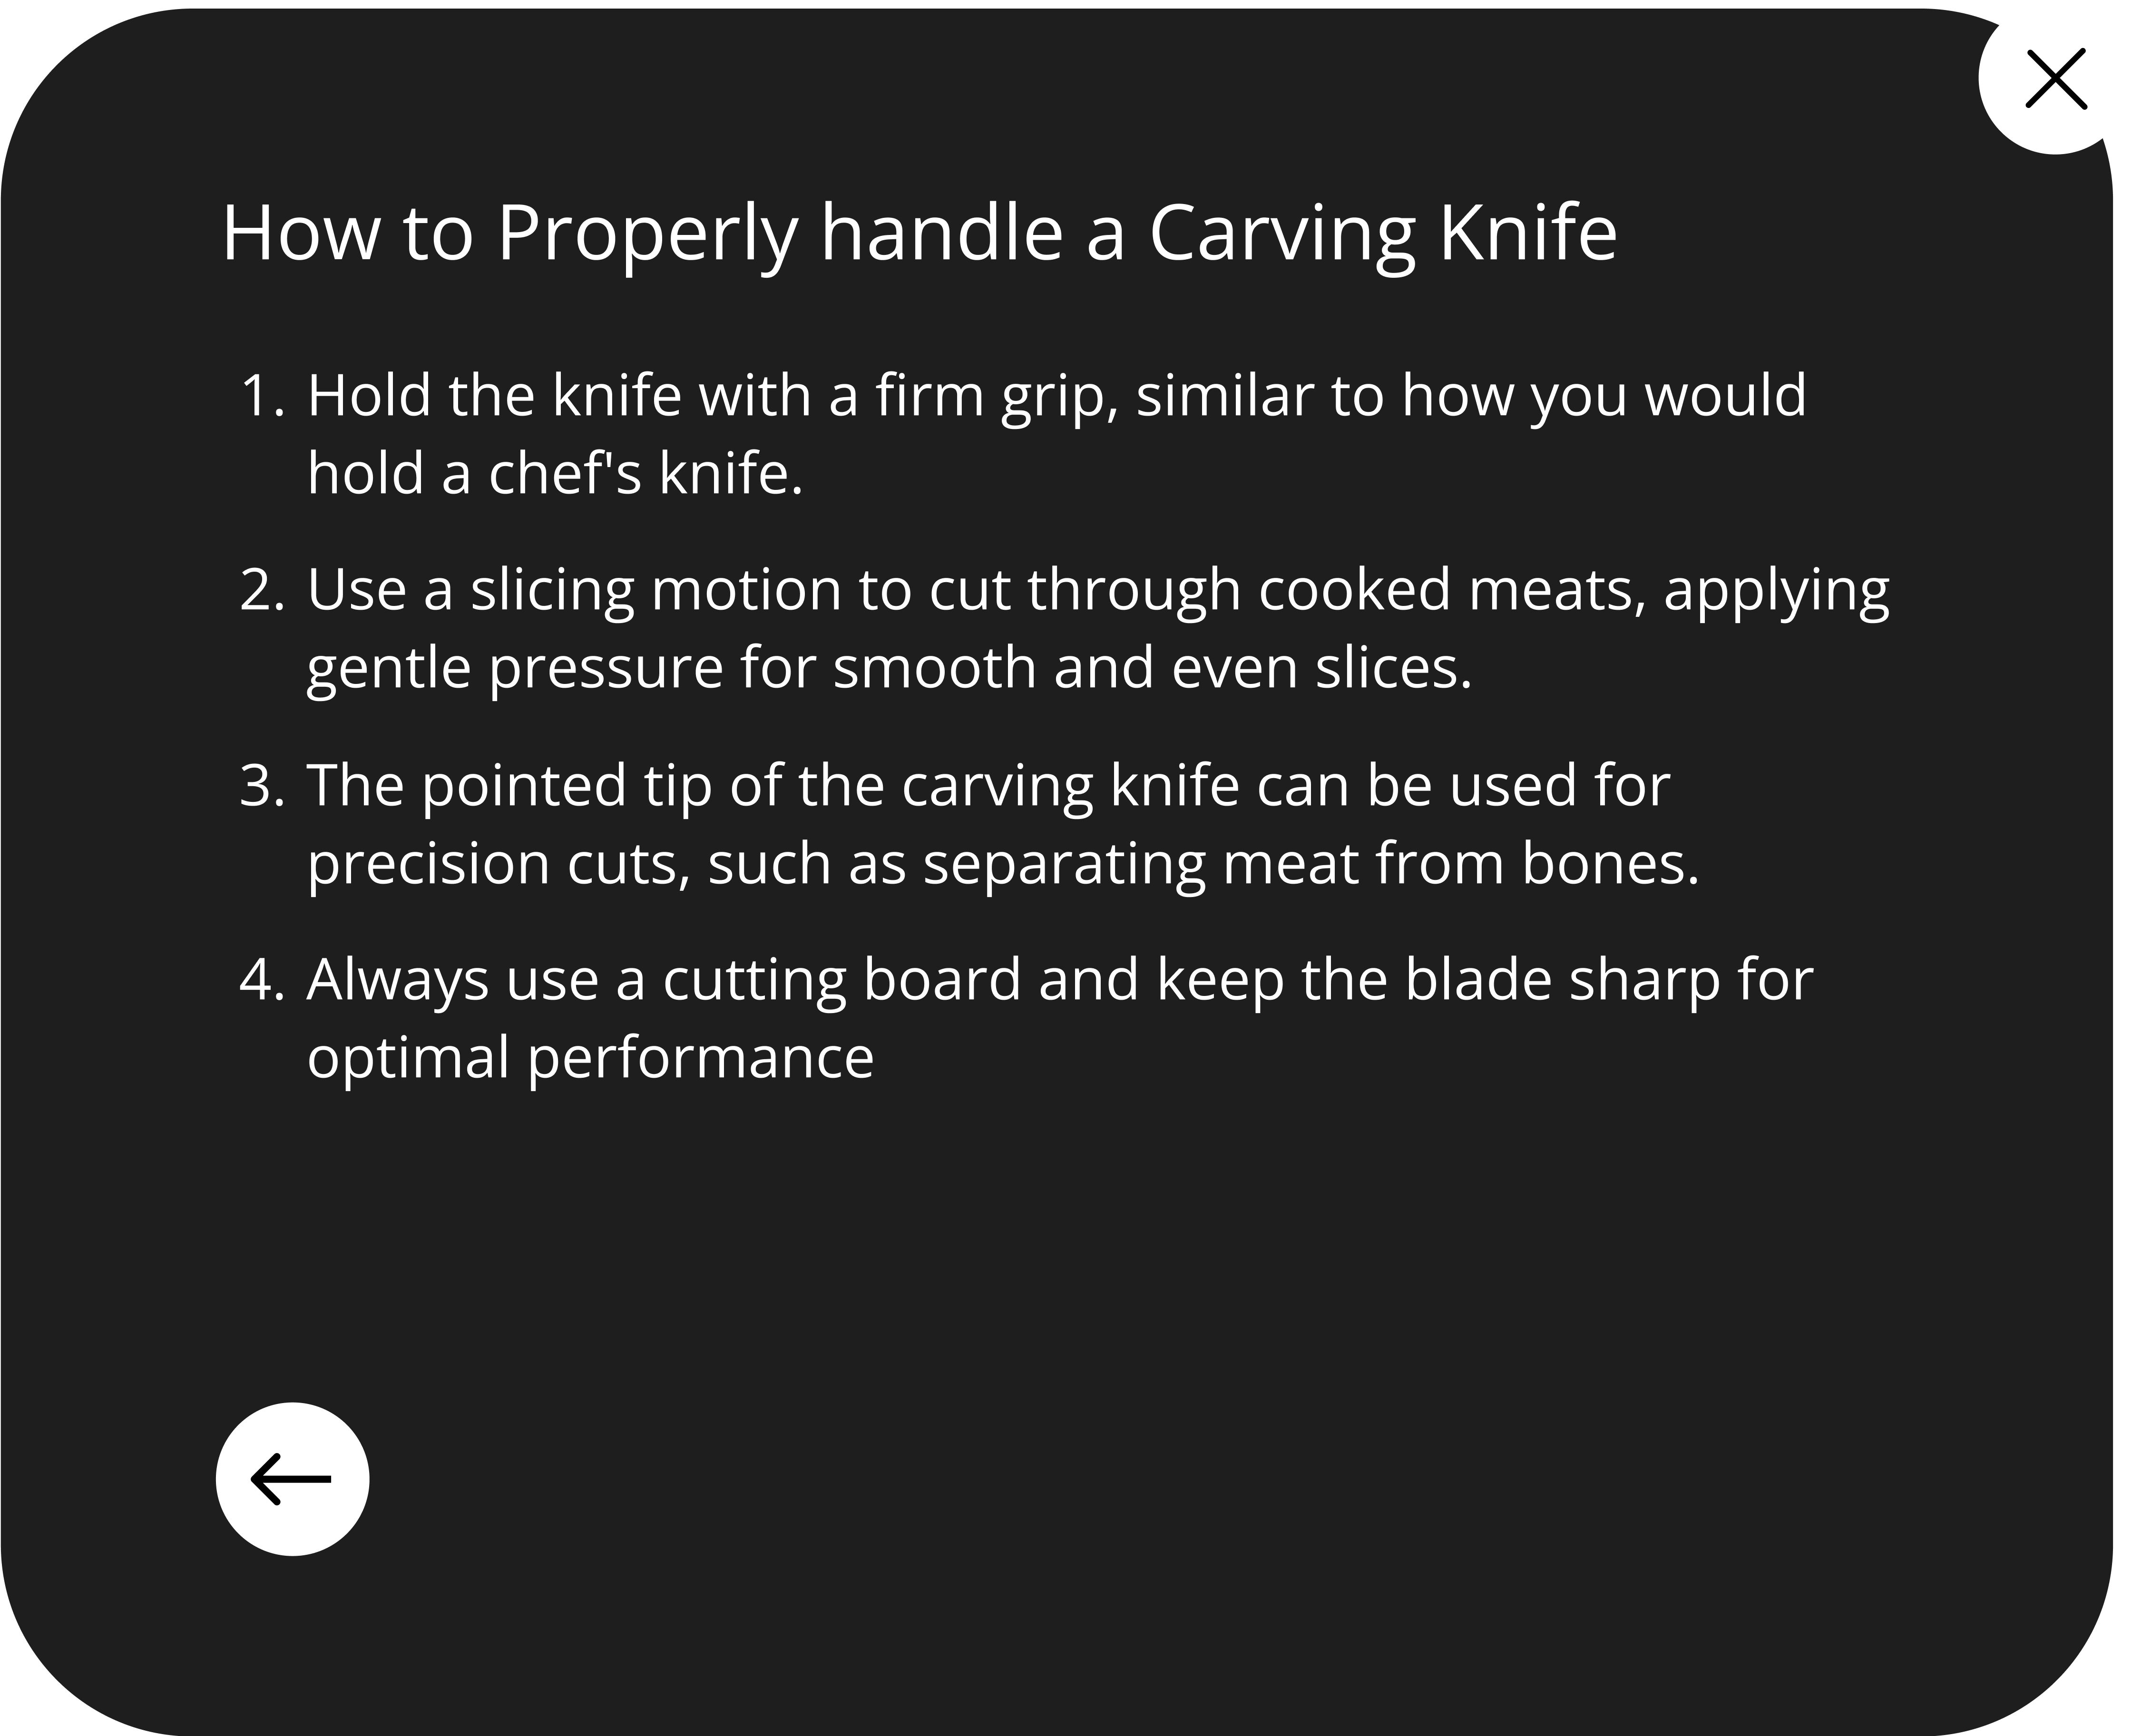 How to Properly handle a Carving Knife
1. Hold the knife with a firm grip, similar to how you would
hold a chef's knife.
2. Use a slicing motion to cut through cooked meats, applying
gentle pressure for smooth and even slices.
3. The pointed tip of the carving knife can be used for
precision cuts, such as separating meat from bones.
4. Always use a cutting board and keep the blade sharp for
optimal performance